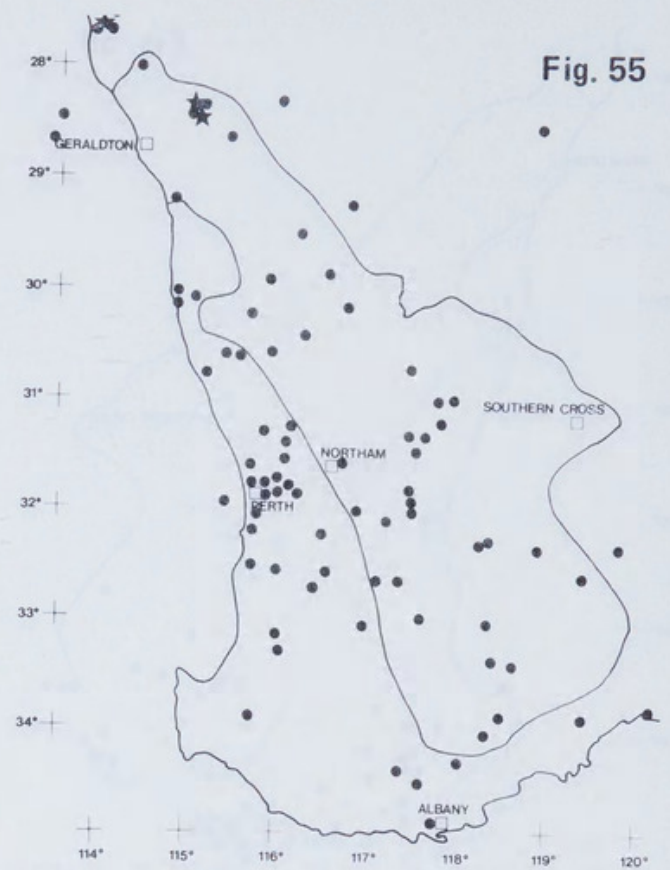 Fig. 55
28°
GERALDTON
29°
30°
31°
SOUTHERN CROSS
NORTHAM
32°
PERTH
33°
34°
ALBANY
114° 115° 116° 117° 118° 119° 120°